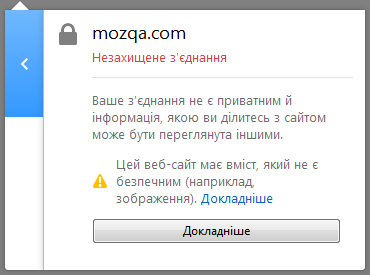 mozqa.com
Незахищене з'єднання
Ваше з'єднання не є приватним й
інформація, якою ви ділитесь з сайтом
може бути переглянута іншими.
Цей веб-сайт має вміст, який не є
безпечним (наприклад,
зображення). Докладніше
Докладніше